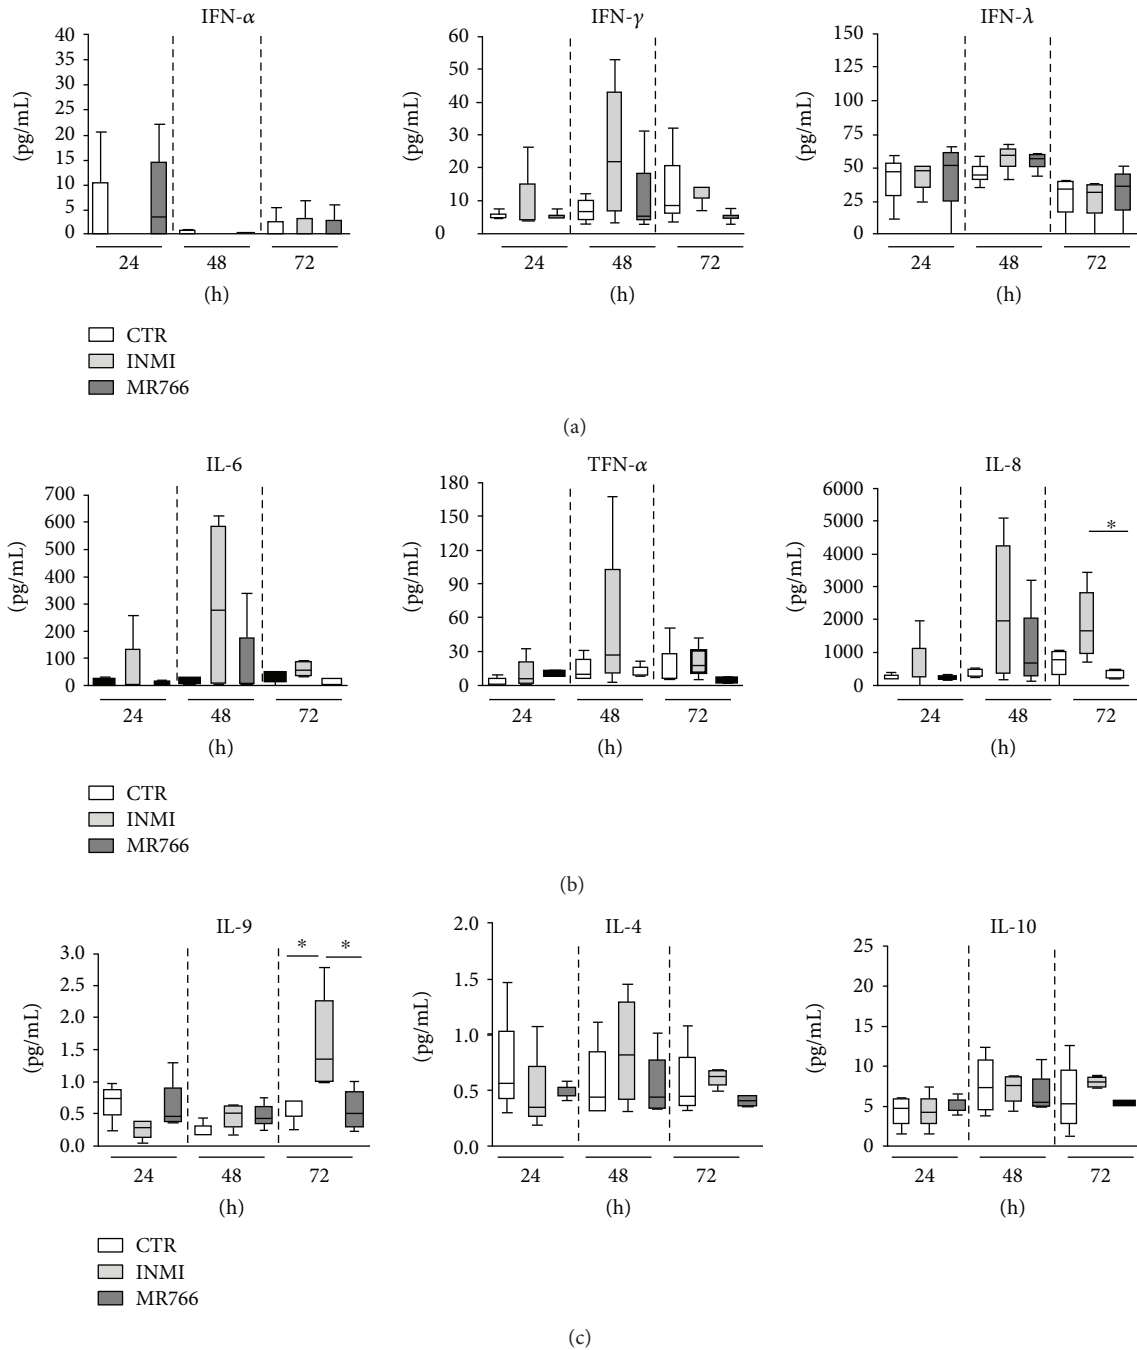 IFN-α
IFN-γ
IFN-λ
(pg/mL)
40
35
30
25
20
15
10
5
0
24
48
72
(h)
(pg/mL)
60
50
40
30
20
10
0
24
48
72
(h)
(pg/mL)
150
125
100
75
50
25
0
24
48
72
(h)
CTR
INMI
MR766
(a)
IL-6
TFN-α
IL-8
(pg/mL)
700
600
500
400
300
200
100
0
24
48
72
(h)
(pg/mL)
180
150
120
90
60
30
0
24
48
72
(h)
(pg/mL)
6000
5000
4000
3000
2000
1000
0
*
24
48
72
(h)
CTR
INMI
MR766
(b)
IL-9
IL-4
IL-10
(pg/mL)
3.0
2.5
2.0
1.5
1.0
0.5
0.0
* *
24
48
72
(h)
(pg/mL)
2.0
1.5
1.0
0.5
0.0
24
48
72
(h)
(pg/mL)
25
20
15
10
5
0
24
48
72
(h)
CTR
INMI
MR766
(c)